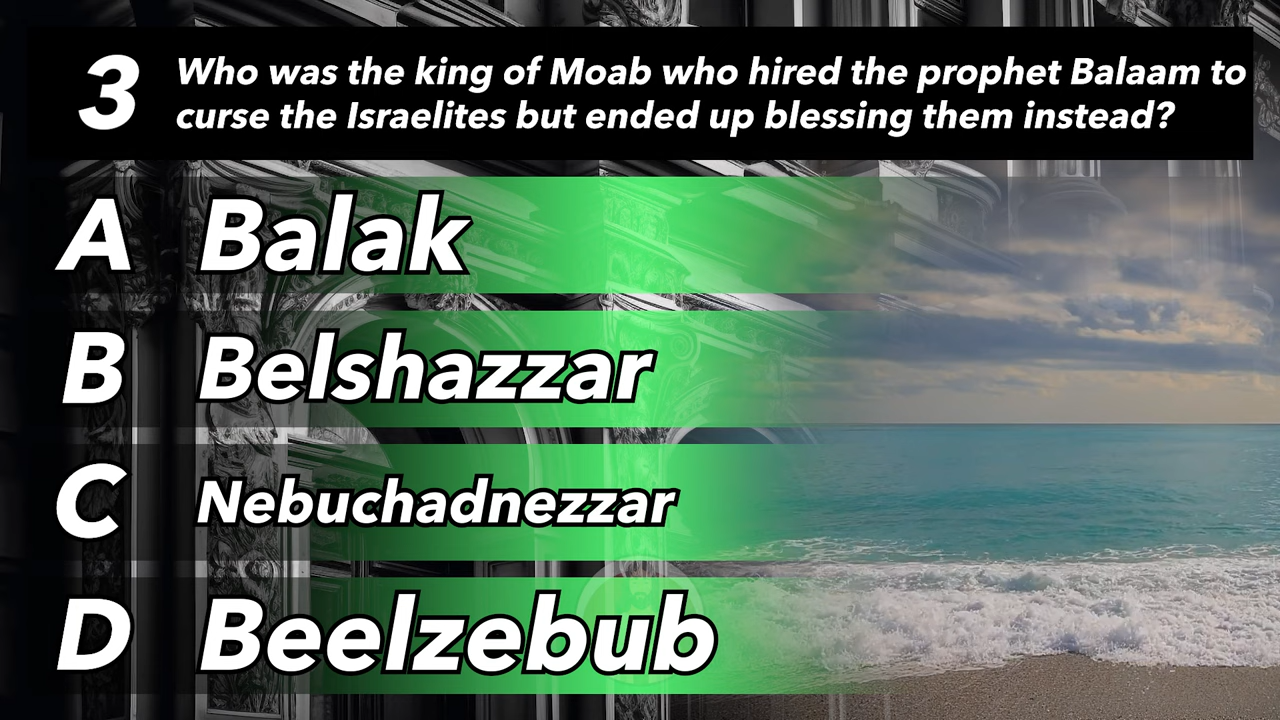 3
Who was the king of Moab who hired the prophet Balaam to
curse the Israelites but ended up blessing them instead?
A Balak
B Belshazzar
C Nebuchadnezzar
D Beelzebub